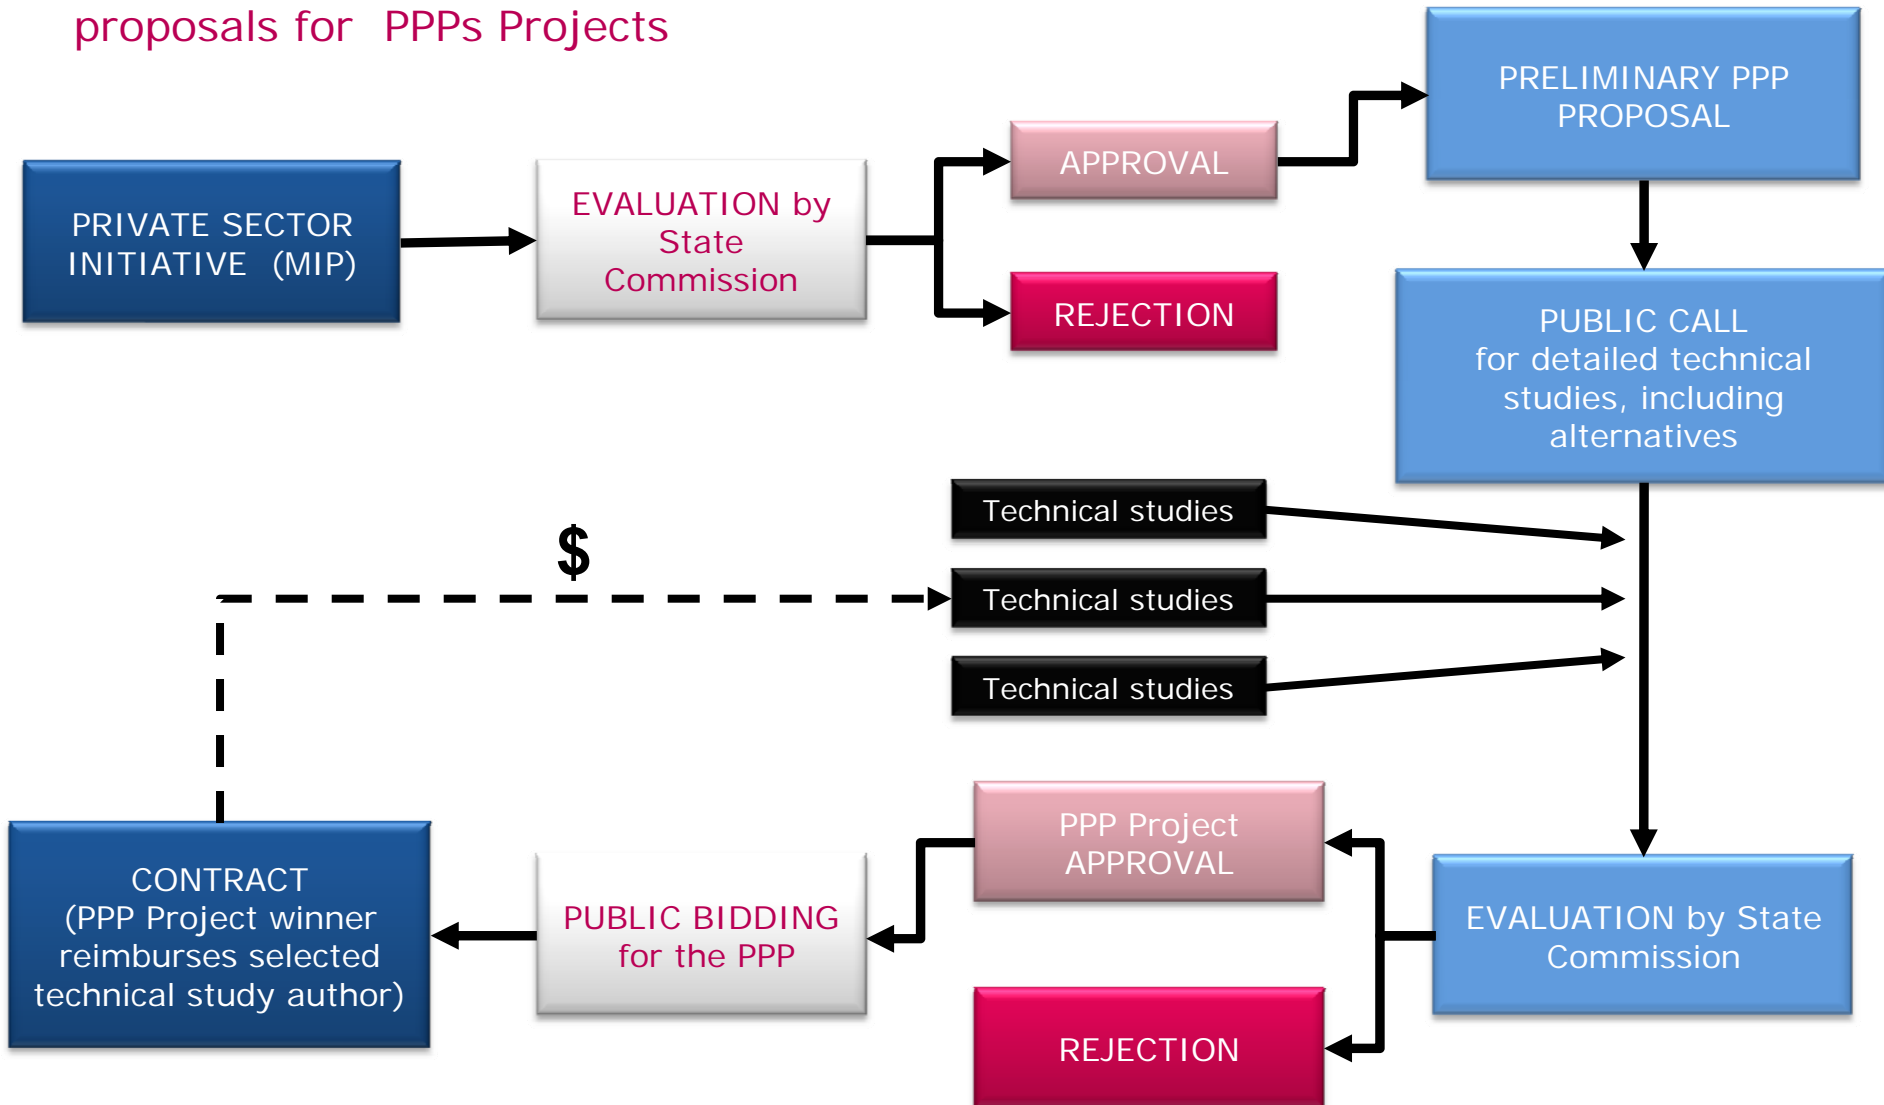 proposals for PPPs Projects
PRELIMINARY PPP
PROPOSAL
APPROVAL
PRIVATE SECTOR
INITIATIVE (MIP)
EVALUATION by
State
Commission
REJECTION
PUBLIC CALL
for detailed technical
studies, including
alternatives
Technical studies
$
Technical studies
Technical studies
PPP Project
APPROVAL
CONTRACT
(PPP Project winner
reimburses selected
technical study author)
PUBLIC BIDDING
for the PPP
EVALUATION by State
Commission
REJECTION